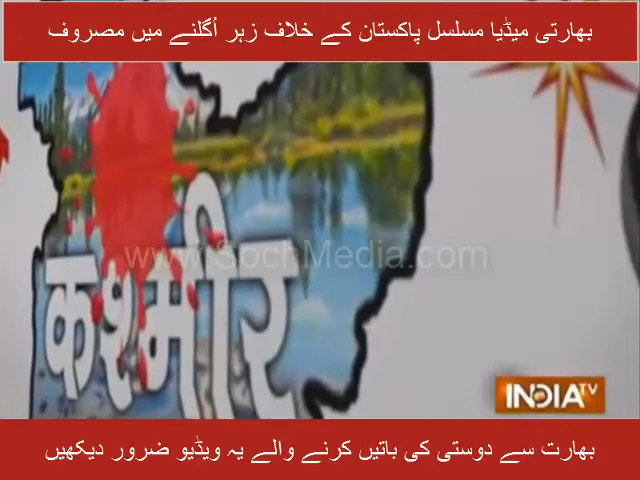 بھارتی میڈیا مسلسل پاکستان کے خلاف زہر اُگلنے میں مصروف
www.SochMedia.com
कश्मीर
INDIA TV
بھارت سے دوستی کی باتیں کرنے والے یہ ویڈیو ضرور دیکھیں